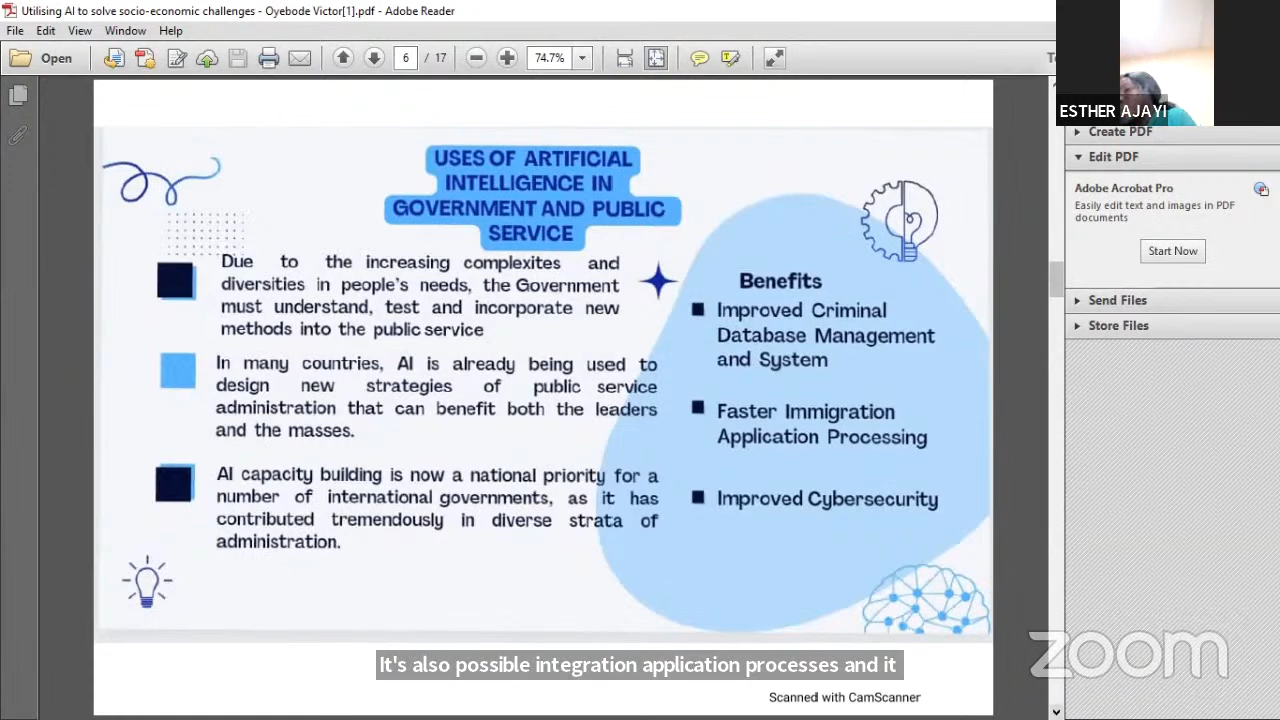 Utilising AI to solve socio-economic challenges - Oyebode Victor[1].pdf - Adobe Reader
File Edit View Window Help
Open
6 / 17
74.7%
ESTHER AJAYI
Create PDF
Edit PDF
Adobe Acrobat Pro
Easily edit text and images in PDF
documents
Start Now
Send Files
Store Files
USES OF ARTIFICIAL
INTELLIGENCE IN
GOVERNMENT AND PUBLIC
SERVICE
Due to the increasing complexites and
diversities in people's needs, the Government
must understand, test and incorporate new
methods into the public service
In many countries, AI is already being used to
design new strategies of public service
administration that can benefit both the leaders
and the masses.
AI capacity building is now a national priority for a
number of international governments, as it has
contributed tremendously in diverse strata of
administration.
Benefits
Improved Criminal
Database Management
and System
Faster Immigration
Application Processing
Improved Cybersecurity
It's also possible integration application processes and it
zoom
Scanned with CamScanner